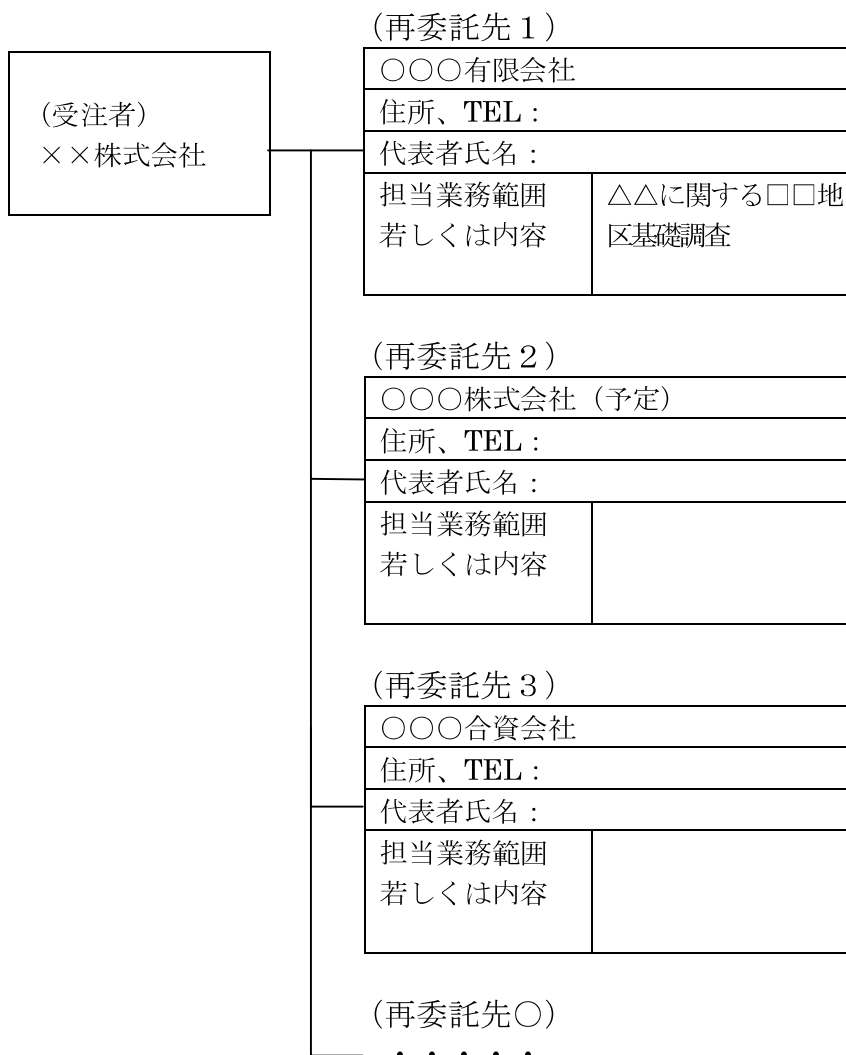 (受注者)
××株式会社
(再委託先1)
○○○有限会社
住所、TEL:
代表者氏名:
担当業務範囲
若しくは内容
△△に関する□□地
区基礎調査
(再委託先2)
○○○株式会社(予定)
住所、TEL:
代表者氏名:
担当業務範囲
若しくは内容
(再委託先3)
○○○合資会社
住所、TEL:
代表者氏名:
担当業務範囲
若しくは内容
(再委託先○)
・・・・・